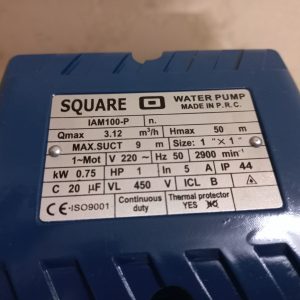 SQUARE WATER PUMP
MADE IN P.R.C.
IAM100-P n.
Qmax 3.12 m³/h Hmax 50 m
MAX.SUCT 9 m Size: 1" × 1"
1~Mot V 220 ~ Hz 50 2900 min⁻¹
kW 0.75 HP 1 In 5 A IP 44
C 20 µF VL 450 V ICL B
CE-ISO9001 Continuous duty Thermal protector YES NO